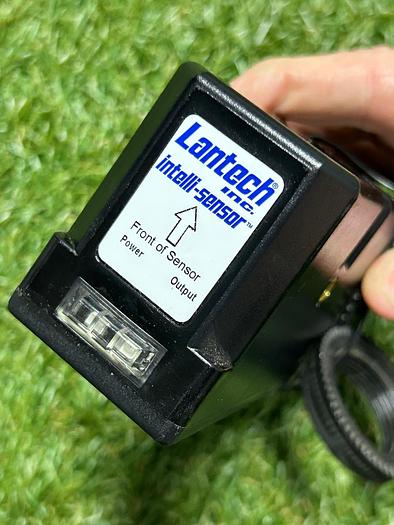 Lantech®
inc.
intelli-sensor™
Front of Sensor
Power Output